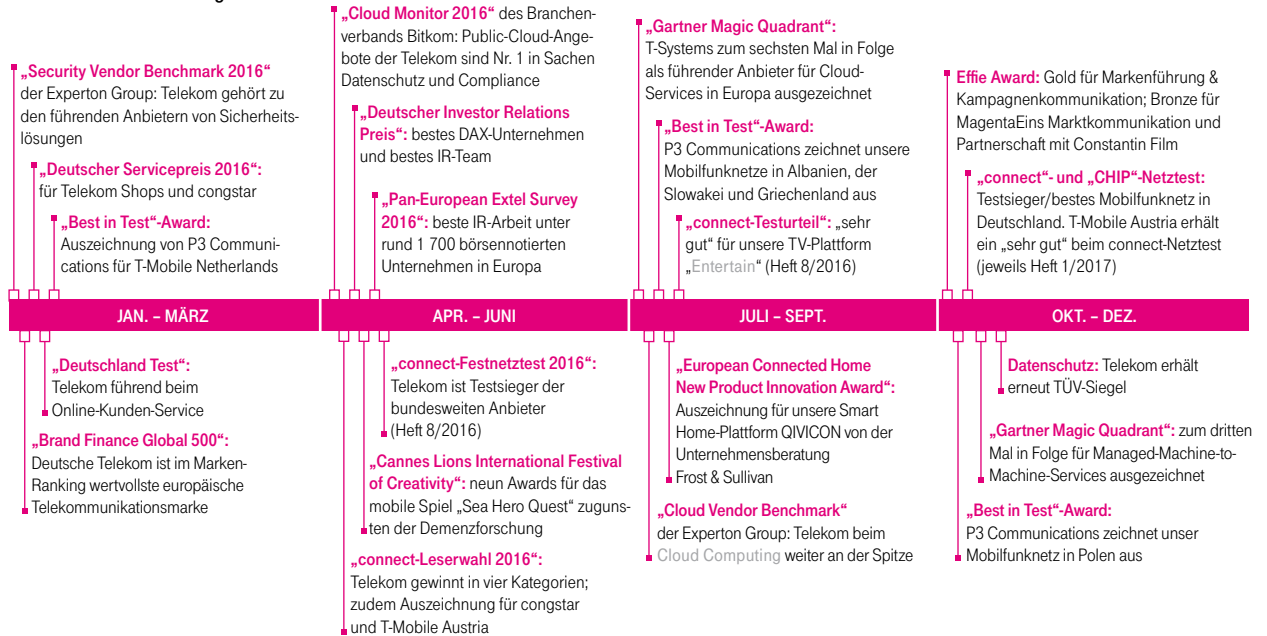 „Security Vendor Benchmark 2016“
der Experton Group: Telekom gehört zu
den führenden Anbietern von Sicherheits-
lösungen
„Deutscher Servicepreis 2016“:
für Telekom Shops und congstar
„Best in Test“-Award:
Auszeichnung von P3 Communi-
cations für T-Mobile Netherlands
„Cloud Monitor 2016“ des Branchen-
verbands Bitkom: Public-Cloud-Ange-
bote der Telekom sind Nr. 1 in Sachen
Datenschutz und Compliance
„Deutscher Investor Relations
Preis“: bestes DAX-Unternehmen
und bestes IR-Team
„Pan-European Extel Survey
2016“: beste IR-Arbeit unter
rund 1 700 börsennotierten
Unternehmen in Europa
„Gartner Magic Quadrant“:
T-Systems zum sechsten Mal in Folge
als führender Anbieter für Cloud-
Services in Europa ausgezeichnet
„Best in Test“-Award:
P3 Communications zeichnet unsere
Mobilfunknetze in Albanien, der
Slowakei und Griechenland aus
„connect-Testurteil“: „sehr
gut“ für unsere TV-Plattform
„Entertain“ (Heft 8/2016)
Effie Award: Gold für Markenführung &
Kampagnenkommunikation; Bronze für
MagentaEins Marktkommunikation und
Partnerschaft mit Constantin Film
„connect“- und „CHIP“-Netztest:
Testsieger/bestes Mobilfunknetz in
Deutschland. T-Mobile Austria erhält
ein „sehr gut“ beim connect-Netztest
(jeweils Heft 1/2017)
JAN. – MÄRZ
APR. – JUNI
JULI – SEPT.
OKT. – DEZ.
„Deutschland Test“:
Telekom führend beim
Online-Kunden-Service
„Brand Finance Global 500“:
Deutsche Telekom ist im Marken-
Ranking wertvollste europäische
Telekommunikationsmarke
„connect-Festnetztest 2016“:
Telekom ist Testsieger der
bundesweiten Anbieter
(Heft 8/2016)
„Cannes Lions International Festival
of Creativity“: neun Awards für das
mobile Spiel „Sea Hero Quest“ zuguns-
ten der Demenzforschung
„connect-Leserwahl 2016“:
Telekom gewinnt in vier Kategorien;
zudem Auszeichnung für congstar
und T-Mobile Austria
„European Connected Home
New Product Innovation Award“:
Auszeichnung für unsere Smart
Home-Plattform QIVICON von der
Unternehmensberatung
Frost & Sullivan
„Cloud Vendor Benchmark“
der Experton Group: Telekom beim
Cloud Computing weiter an der Spitze
Datenschutz: Telekom erhält
erneut TÜV-Siegel
„Gartner Magic Quadrant“: zum dritten
Mal in Folge für Managed-Machine-to-
Machine-Services ausgezeichnet
„Best in Test“-Award:
P3 Communications zeichnet unser
Mobilfunknetz in Polen aus